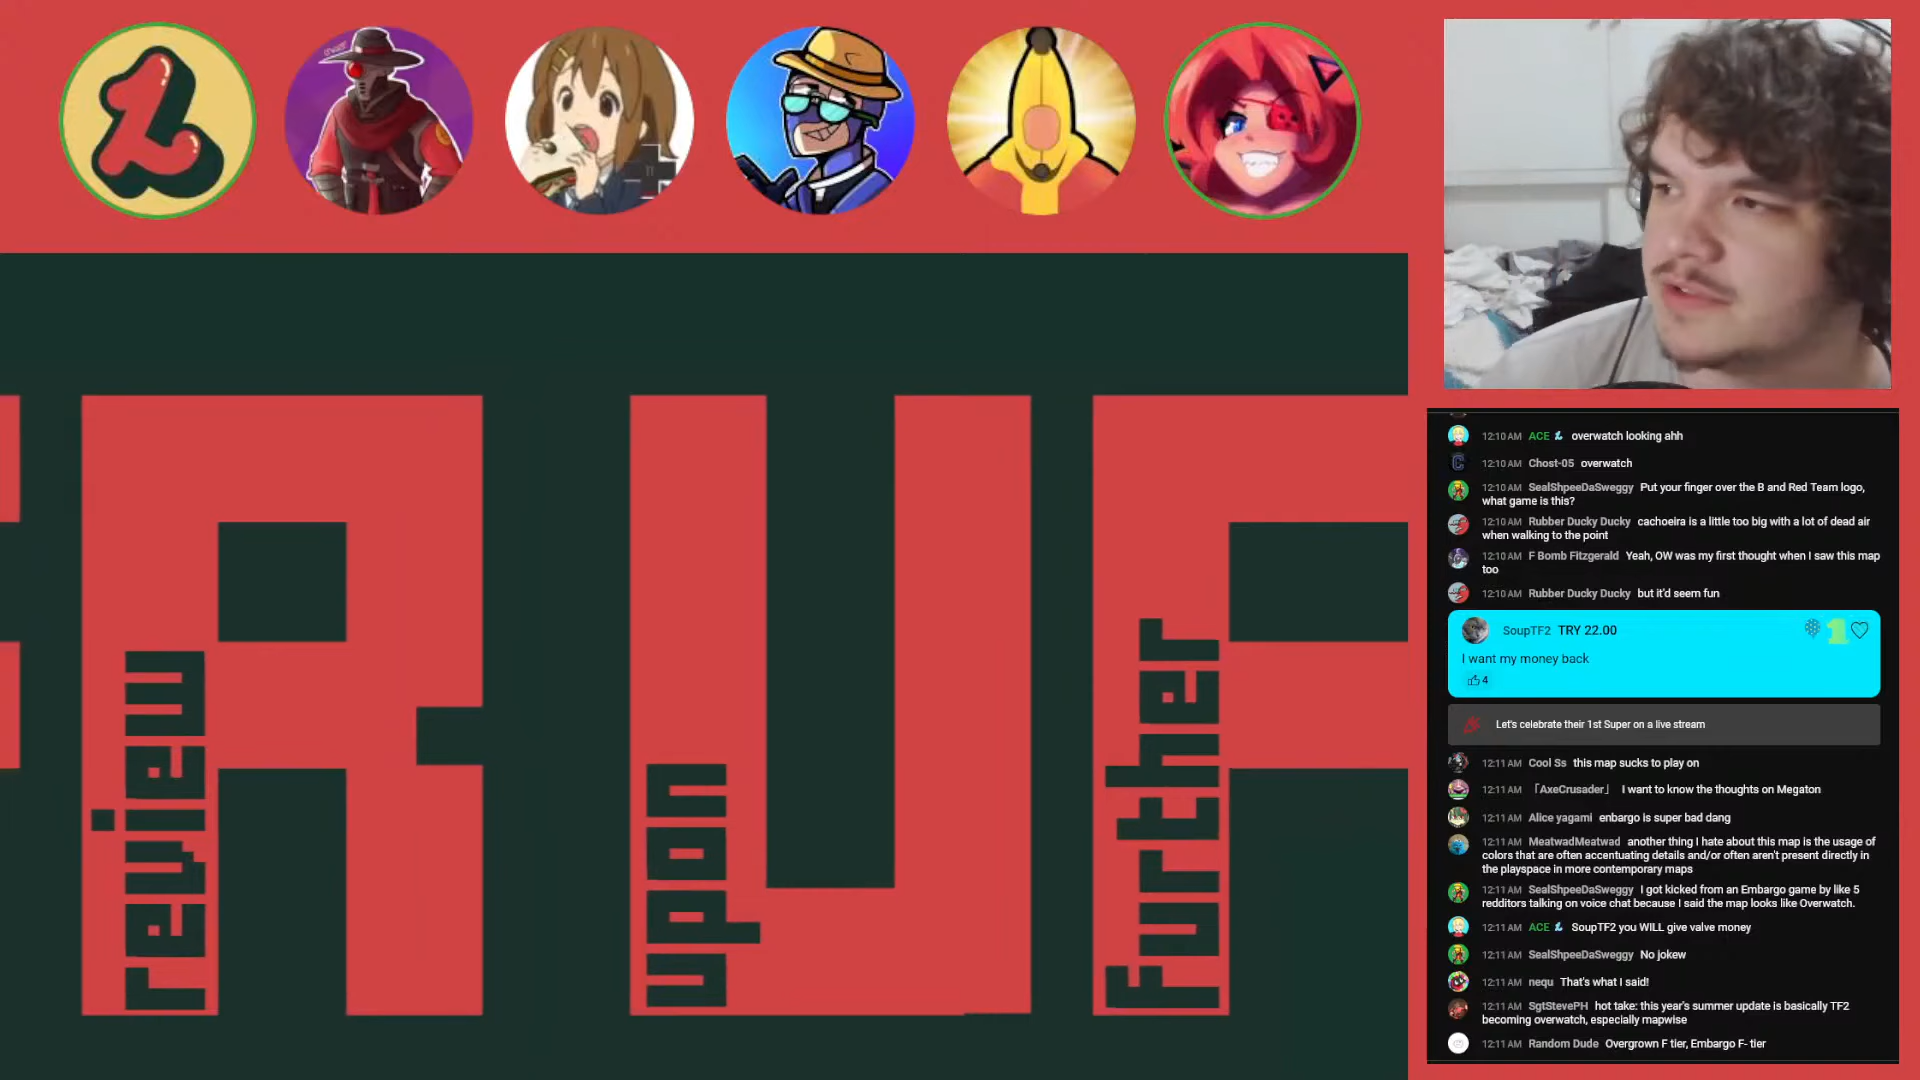 R
U
F
review
upon
further
12:10 AM ACE overwatch looking ahh
12:10 AM Chost-05 overwatch
12:10 AM SealShpeeDaSweggy Put your finger over the B and Red Team logo,
what game is this?
12:10 AM Rubber Ducky Ducky cachoeira is a little too big with a lot of dead air
when walking to the point
12:10 AM F Bomb Fitzgerald Yeah, OW was my first thought when I saw this map
too
12:10 AM Rubber Ducky Ducky but it'd seem fun
SoupTF2 TRY 22.00
I want my money back
4
Let's celebrate their 1st Super on a live stream
12:11 AM Cool Ss this map sucks to play on
12:11 AM 「AxeCrusader」 I want to know the thoughts on Megaton
12:11 AM Alice yagami enbargo is super bad dang
12:11 AM MeatwadMeatwad another thing I hate about this map is the usage of
colors that are often accentuating details and/or often aren't present directly in
the playspace in more contemporary maps
12:11 AM SealShpeeDaSweggy I got kicked from an Embargo game by like 5
redditors talking on voice chat because I said the map looks like Overwatch.
12:11 AM ACE SoupTF2 you WILL give valve money
12:11 AM SealShpeeDaSweggy No jokew
12:11 AM nequ That's what I said!
12:11 AM SgtStevePH hot take: this year's summer update is basically TF2
becoming overwatch, especially mapwise
12:11 AM Random Dude Overgrown F tier, Embargo F- tier